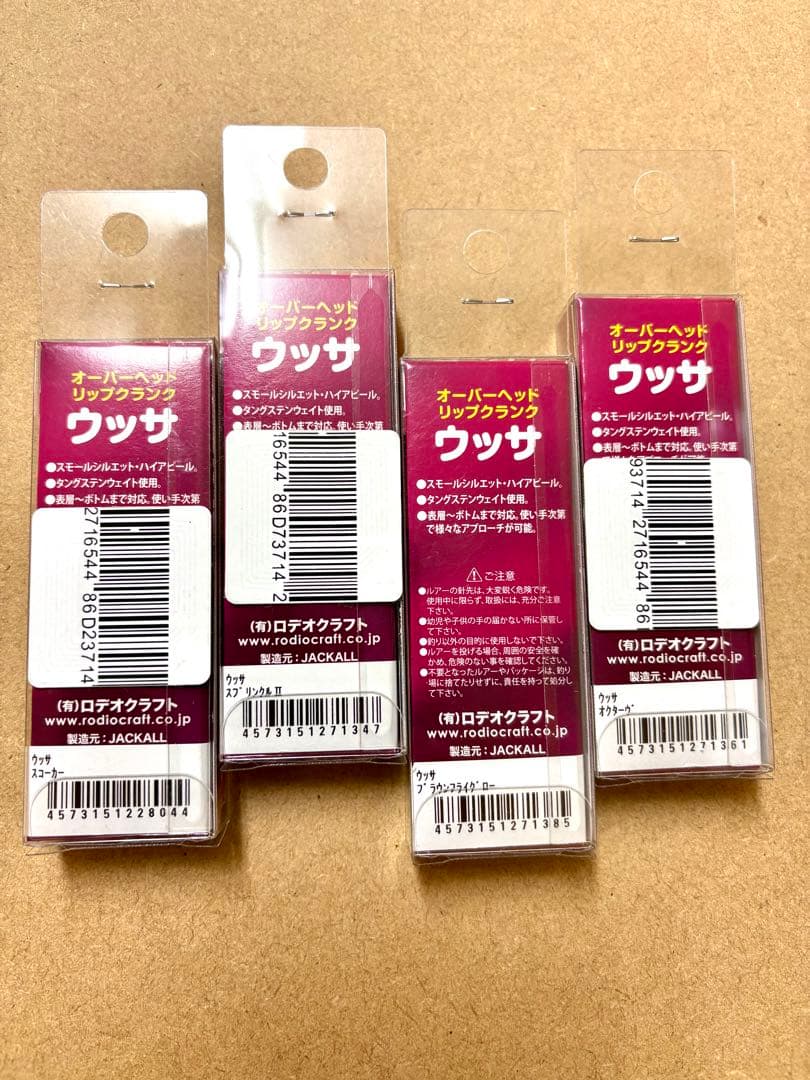 オーバーヘッド
リップクランク
ウッサ
●スモールシルエット・ハイアピール。
●タングステンウェイト使用。
●表層〜ボトムまで対応。使い手次第
2716544 86D23714
(有)ロデオクラフト
www.rodiocraft.co.jp
製造元：JACKALL
ウッサ
スコーカー
4573151228044
オーバーヘッド
リップクランク
ウッサ
●スモールシルエット・ハイアピール。
●タングステンウェイト使用。
●表層〜ボトムまで対応。使い手次第
16544 86D73714 2
(有)ロデオクラフト
www.rodiocraft.co.jp
製造元：JACKALL
ウッサ
スプリンクルⅡ
4573151271347
オーバーヘッド
リップクランク
ウッサ
●スモールシルエット・ハイアピール。
●タングステンウェイト使用。
●表層〜ボトムまで対応。使い手次第
で様々なアプローチが可能。
⚠ご注意
●ルアーの針先は、大変鋭く危険です。
使用中に限らず、取扱には、充分ご注意
下さい。
●幼児や子供の手の届かない所に保管し
て下さい。
●釣り以外の目的に使用しないで下さい。
●ルアーを投げる場合、周囲の安全を確
かめ、危険のない事を確認してください。
●不要となったルアーやパッケージは、釣り
場に捨てたりせずに、責任を持って処分し
て下さい。
(有)ロデオクラフト
www.rodiocraft.co.jp
製造元：JACKALL
ウッサ
ブラウンフライグロー
4573151271385
オーバーヘッド
リップクランク
ウッサ
●スモールシルエット・ハイアピール。
●タングステンウェイト使用。
●表層〜ボトムまで対応。使い手次第
93714 2716544 86
(有)ロデオクラフト
www.rodiocraft.co.jp
製造元：JACKALL
ウッサ
オクターヴ
4573151271361